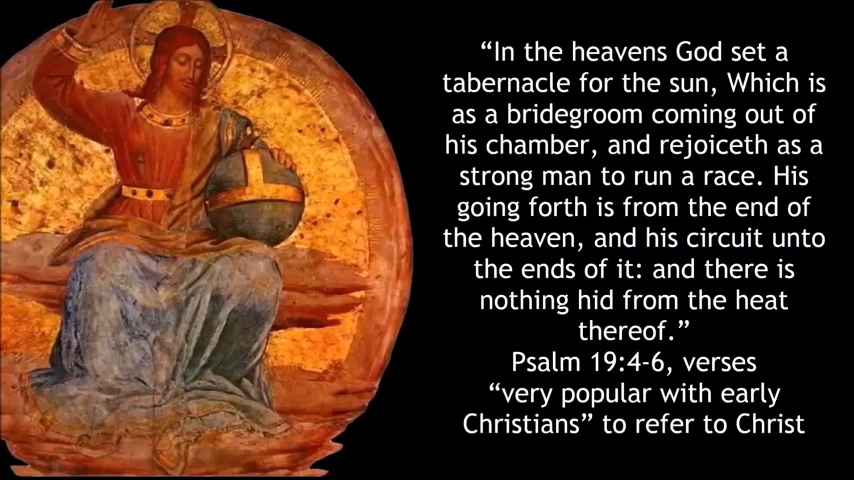 “In the heavens God set a
tabernacle for the sun, Which is
as a bridegroom coming out of
his chamber, and rejoiceth as a
strong man to run a race. His
going forth is from the end of
the heaven, and his circuit unto
the ends of it: and there is
nothing hid from the heat
thereof.”
Psalm 19:4-6, verses
“very popular with early
Christians” to refer to Christ